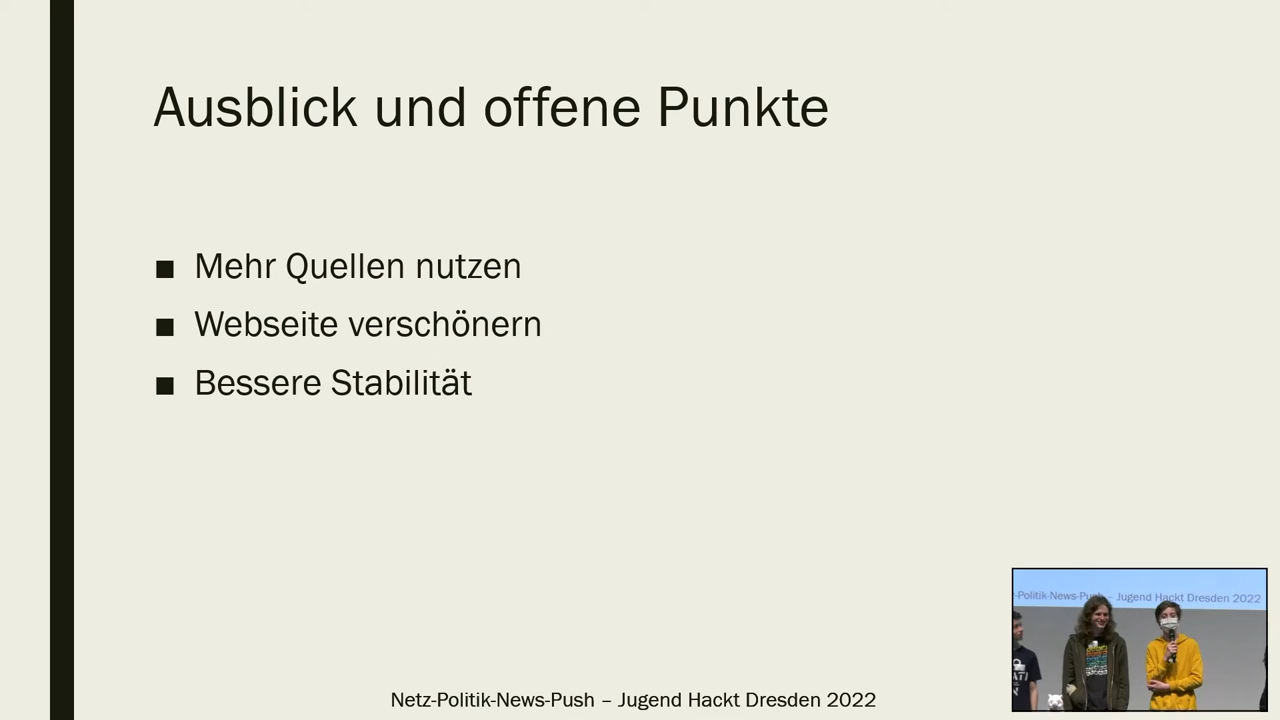 Ausblick und offene Punkte
■ Mehr Quellen nutzen
■ Webseite verschönern
■ Bessere Stabilität
Netz-Politik-News-Push – Jugend Hackt Dresden 2022
-Politik-News-Push – Jugend Hackt Dresden 2022